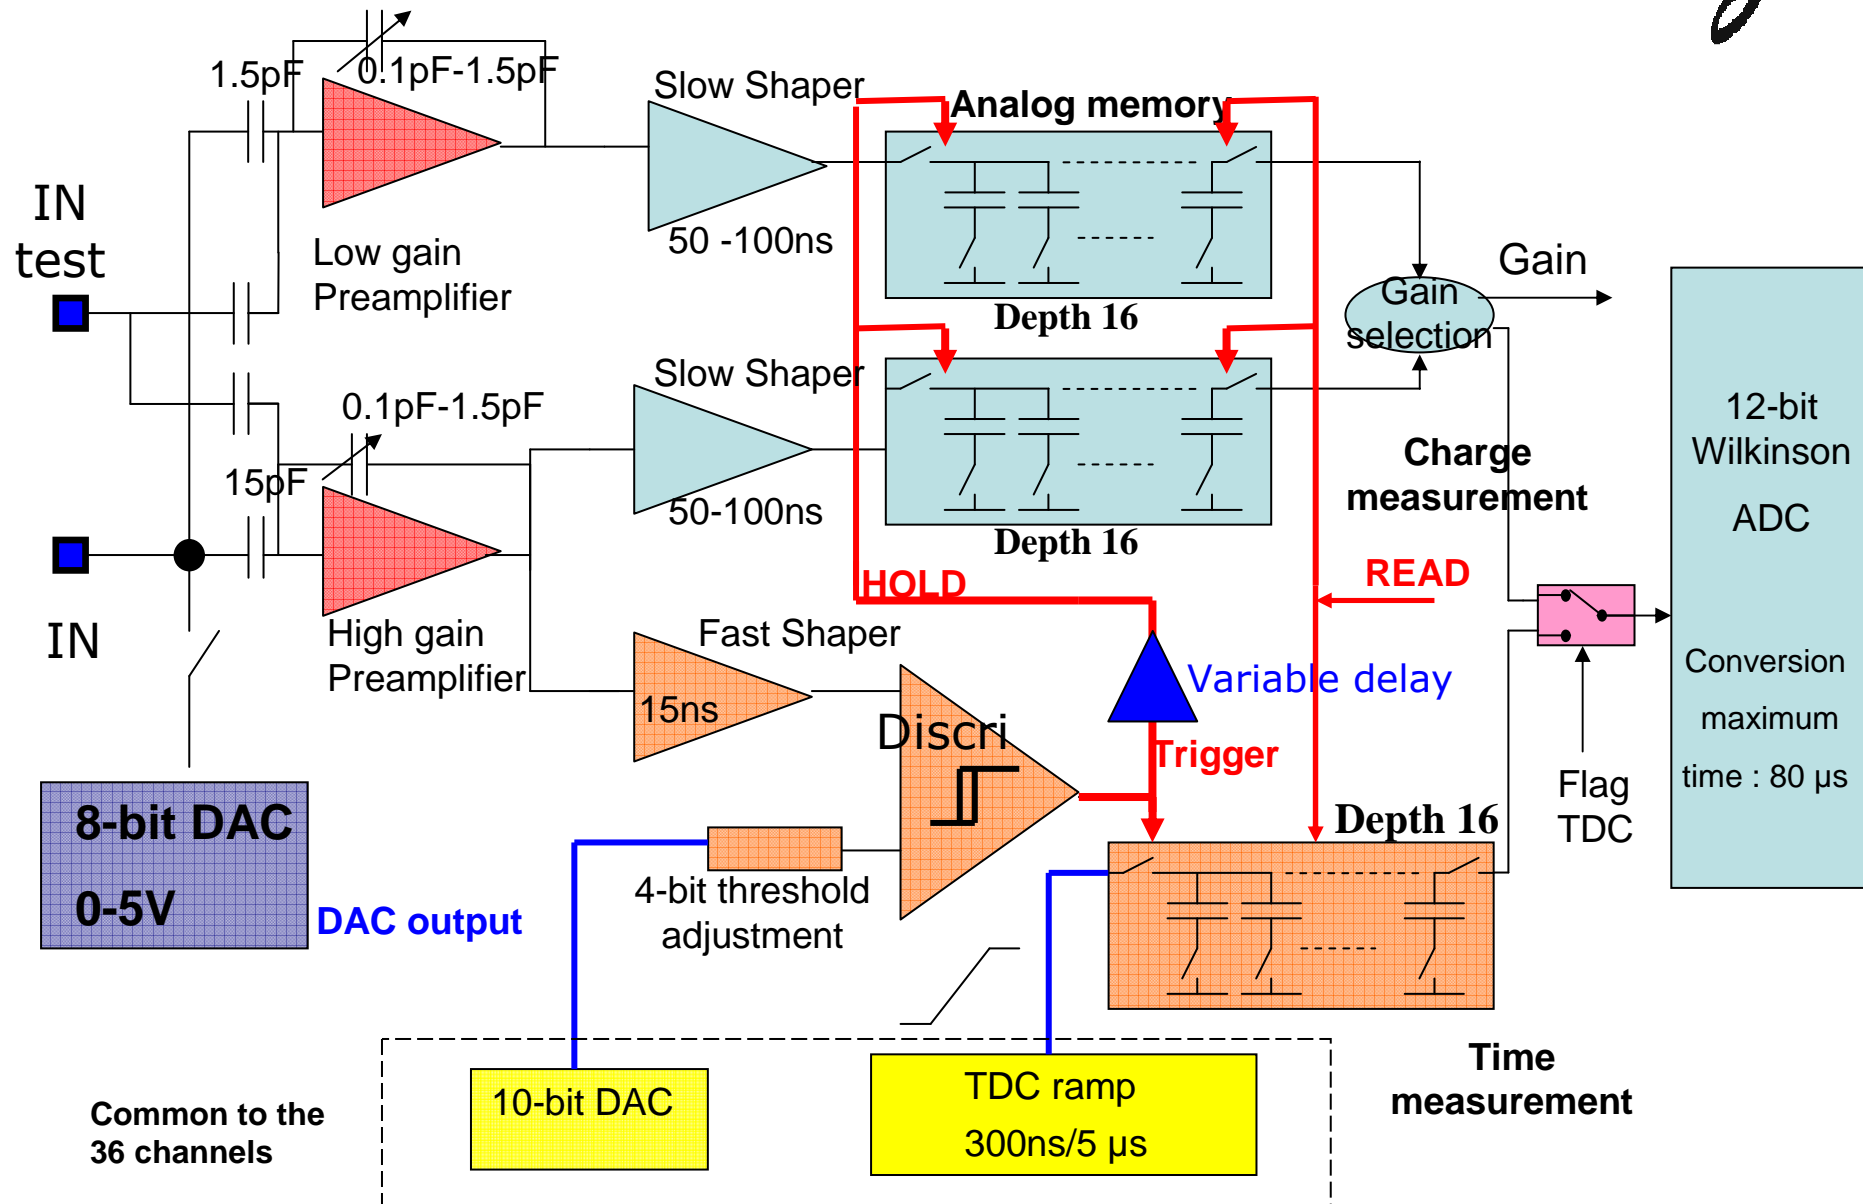 1.5pF
0.1pF-1.5pF
Slow Shaper
Analog memory
IN
test
50 -100ns
Low gain
Preamplifier
Gain
Gain
selection
Depth 16
Slow Shaper
0.1pF-1.5pF
12-bit
Wilkinson
ADC
Charge
measurement
15pF
50-100ns
Depth 16
HOLD
READ
IN
High gain
Preamplifier
Fast Shaper
15ns
Variable delay
Conversion
maximum
time : 80 µs
Discri
Trigger
Flag
TDC
8-bit DAC
0-5V
Depth 16
DAC output
4-bit threshold
adjustment
Time
measurement
Common to the
36 channels
10-bit DAC
TDC ramp
300ns/5 µs